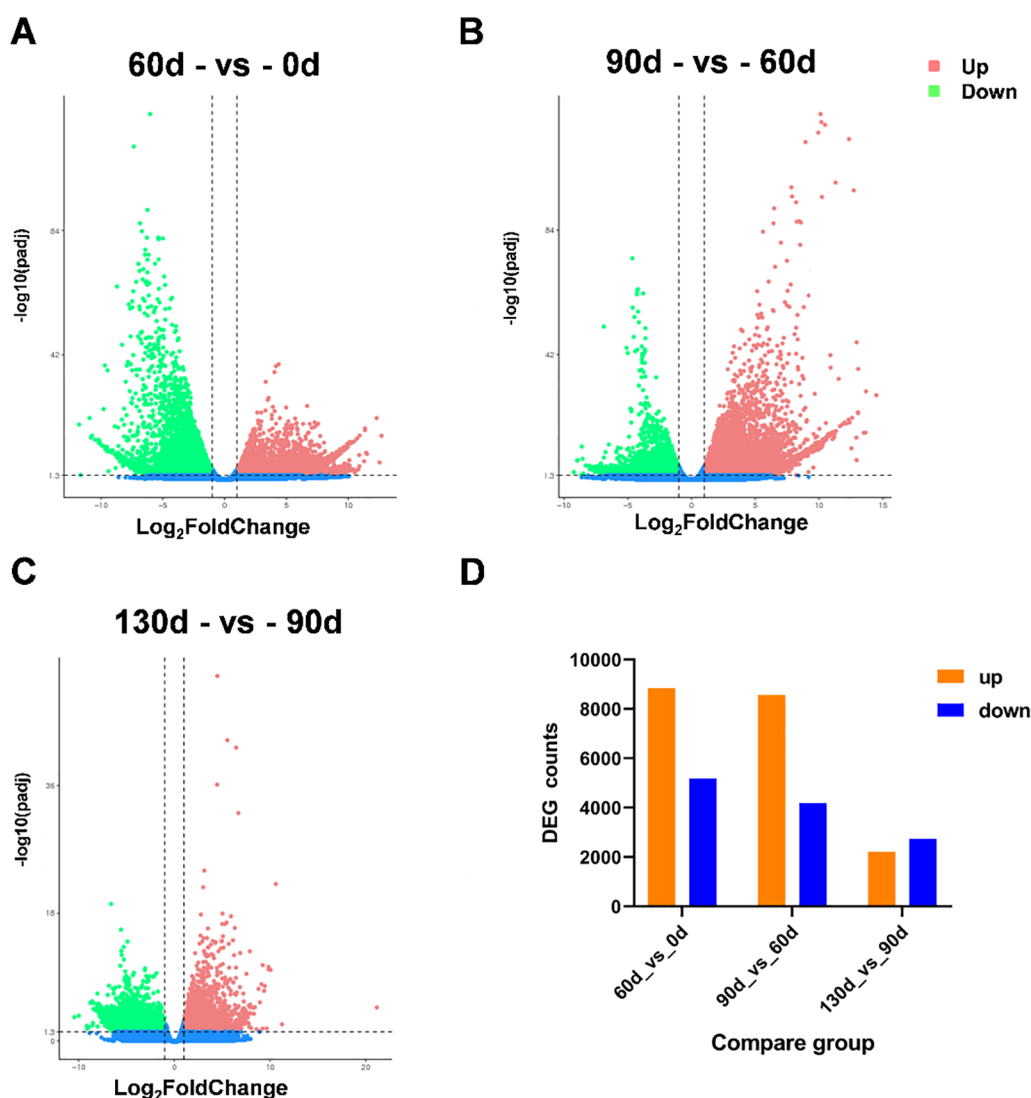 A
60d - vs - 0d
-log10(padj)
84
42
1.3
−10
−5
0
5
10
Log2FoldChange
B
90d - vs - 60d
Up
Down
-log10(padj)
84
42
1.3
−10
−5
0
5
10
15
Log2FoldChange
C
130d - vs - 90d
-log10(padj)
36
18
1.3
0
−10
0
10
20
Log2FoldChange
D
10000
8000
6000
4000
2000
0
DEG counts
up
down
60d_vs_0d
90d_vs_60d
130d_vs_90d
Compare group